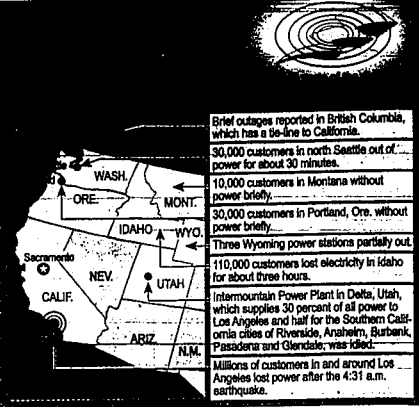 Brief outages reported in British Columbia,
which has a tie-line to California.
30,000 customers in north Seattle out of
power for about 30 minutes.
WASH.
10,000 customers in Montana without
power briefly.
ORE.
MONT.
30,000 customers in Portland, Ore. without
power briefly.
IDAHO
WYO.
Three Wyoming power stations partially out.
110,000 customers lost electricity in Idaho
for about three hours.
Sacramento
NEV.
UTAH
CALIF.
Intermountain Power Plant in Delta, Utah,
which supplies 30 percent of all power to
Los Angeles and half for the Southern Calif-
ornia cities of Riverside, Anaheim, Burbank,
Pasadena and Glendale, was idled.
ARIZ.
N.M.
Millions of customers in and around Los
Angeles lost power after the 4:31 a.m.
earthquake.